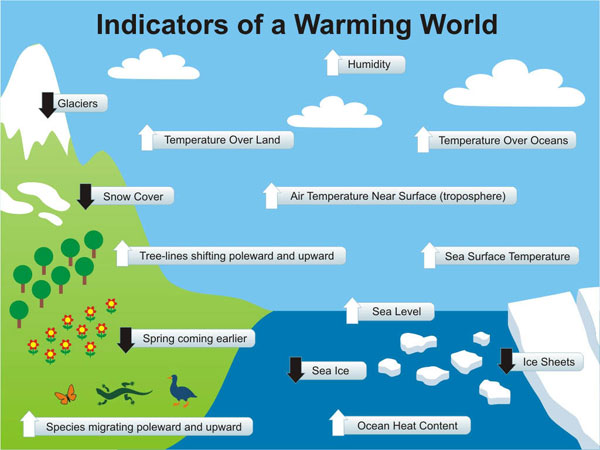 Indicators of a Warming World
Humidity
Glaciers
Temperature Over Land
Temperature Over Oceans
Snow Cover
Air Temperature Near Surface (troposphere)
Tree-lines shifting poleward and upward
Sea Surface Temperature
Sea Level
Spring coming earlier
Ice Sheets
Sea Ice
Species migrating poleward and upward
Ocean Heat Content